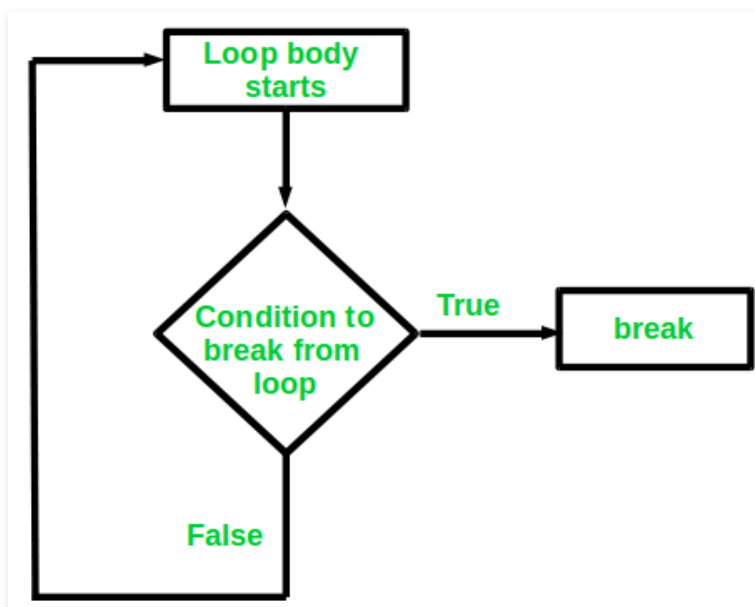 Loop body
starts
Condition to
break from
loop
True
break
False